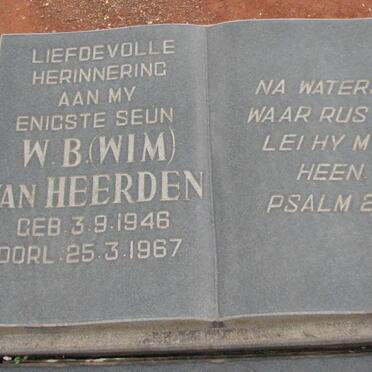 LIEFDEVOLLE
HERINNERING
AAN MY
ENIGSTE SEUN
W.B.(WIM)
VAN HEERDEN
GEB. 3.9.1946
OORL. 25.3.1967
NA WATERS
WAAR RUS
LEI HY M
HEEN.
PSALM 2